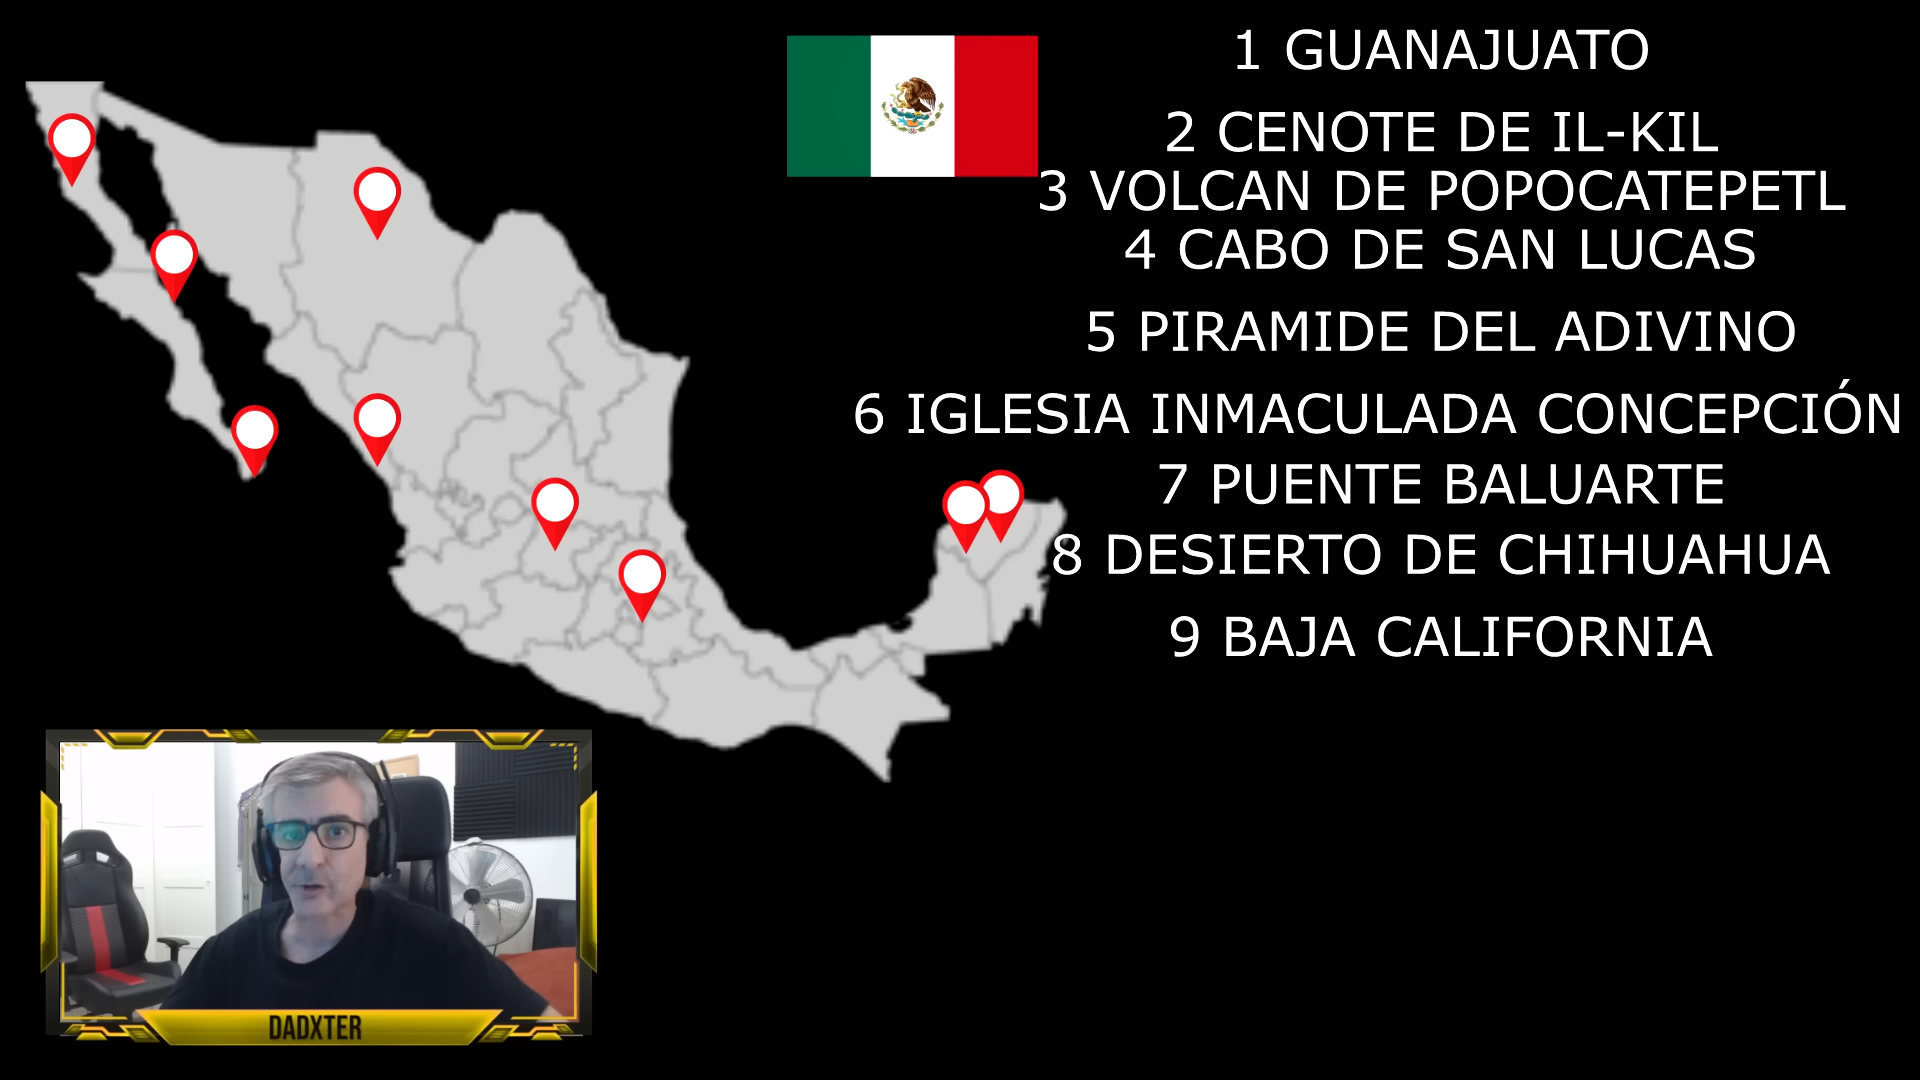 1 GUANAJUATO
2 CENOTE DE IL-KIL
3 VOLCAN DE POPOCATEPETL
4 CABO DE SAN LUCAS
5 PIRAMIDE DEL ADIVINO
6 IGLESIA INMACULADA CONCEPCIÓN
7 PUENTE BALUARTE
8 DESIERTO DE CHIHUAHUA
9 BAJA CALIFORNIA
DADXTER